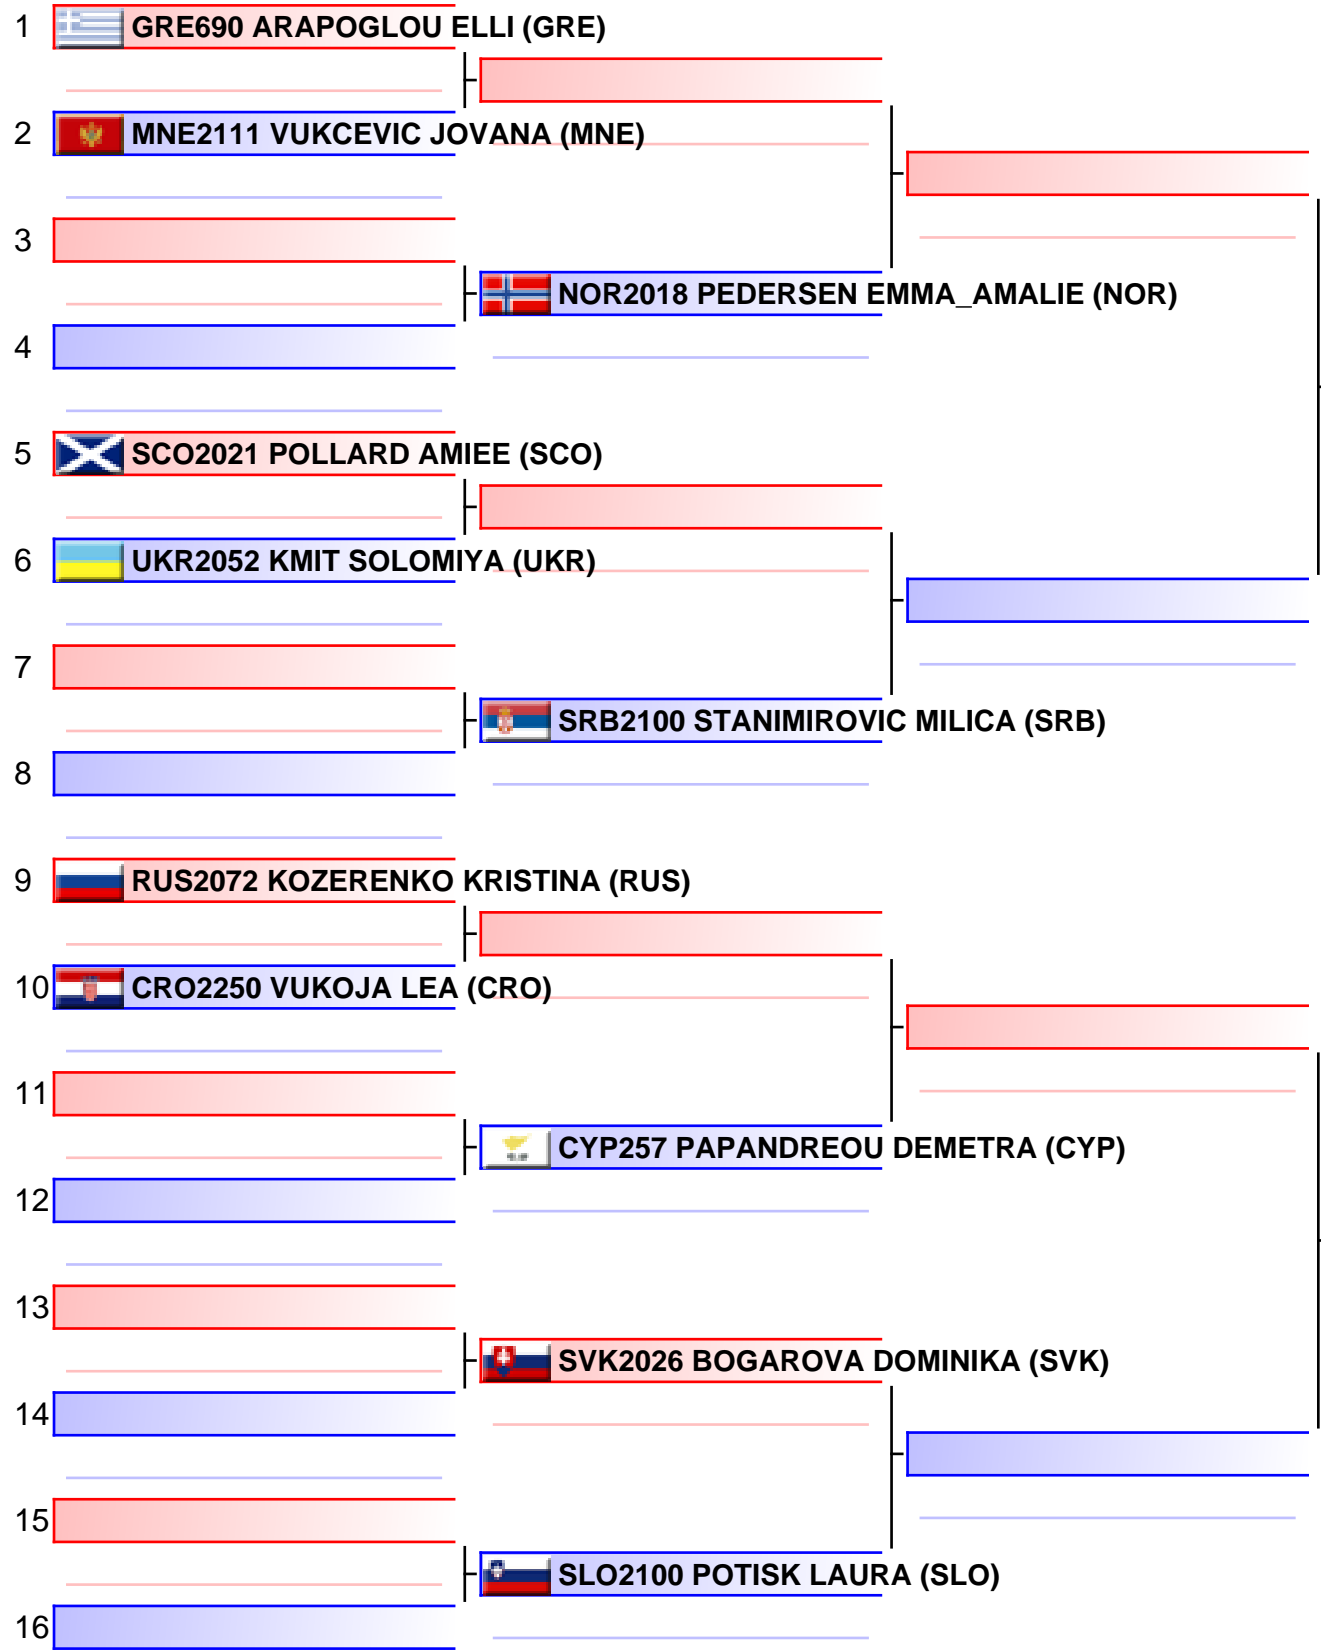 1 GRE690 ARAPOGLOU ELLI (GRE)
2 MNE2111 VUKCEVIC JOVANA (MNE)
3
NOR2018 PEDERSEN EMMA_AMALIE (NOR)
4
5 SCO2021 POLLARD AMIEE (SCO)
6 UKR2052 KMIT SOLOMIYA (UKR)
7
SRB2100 STANIMIROVIC MILICA (SRB)
8
9 RUS2072 KOZERENKO KRISTINA (RUS)
10 CRO2250 VUKOJA LEA (CRO)
11
CYP257 PAPANDREOU DEMETRA (CYP)
12
13
SVK2026 BOGAROVA DOMINIKA (SVK)
14
15
SLO2100 POTISK LAURA (SLO)
16